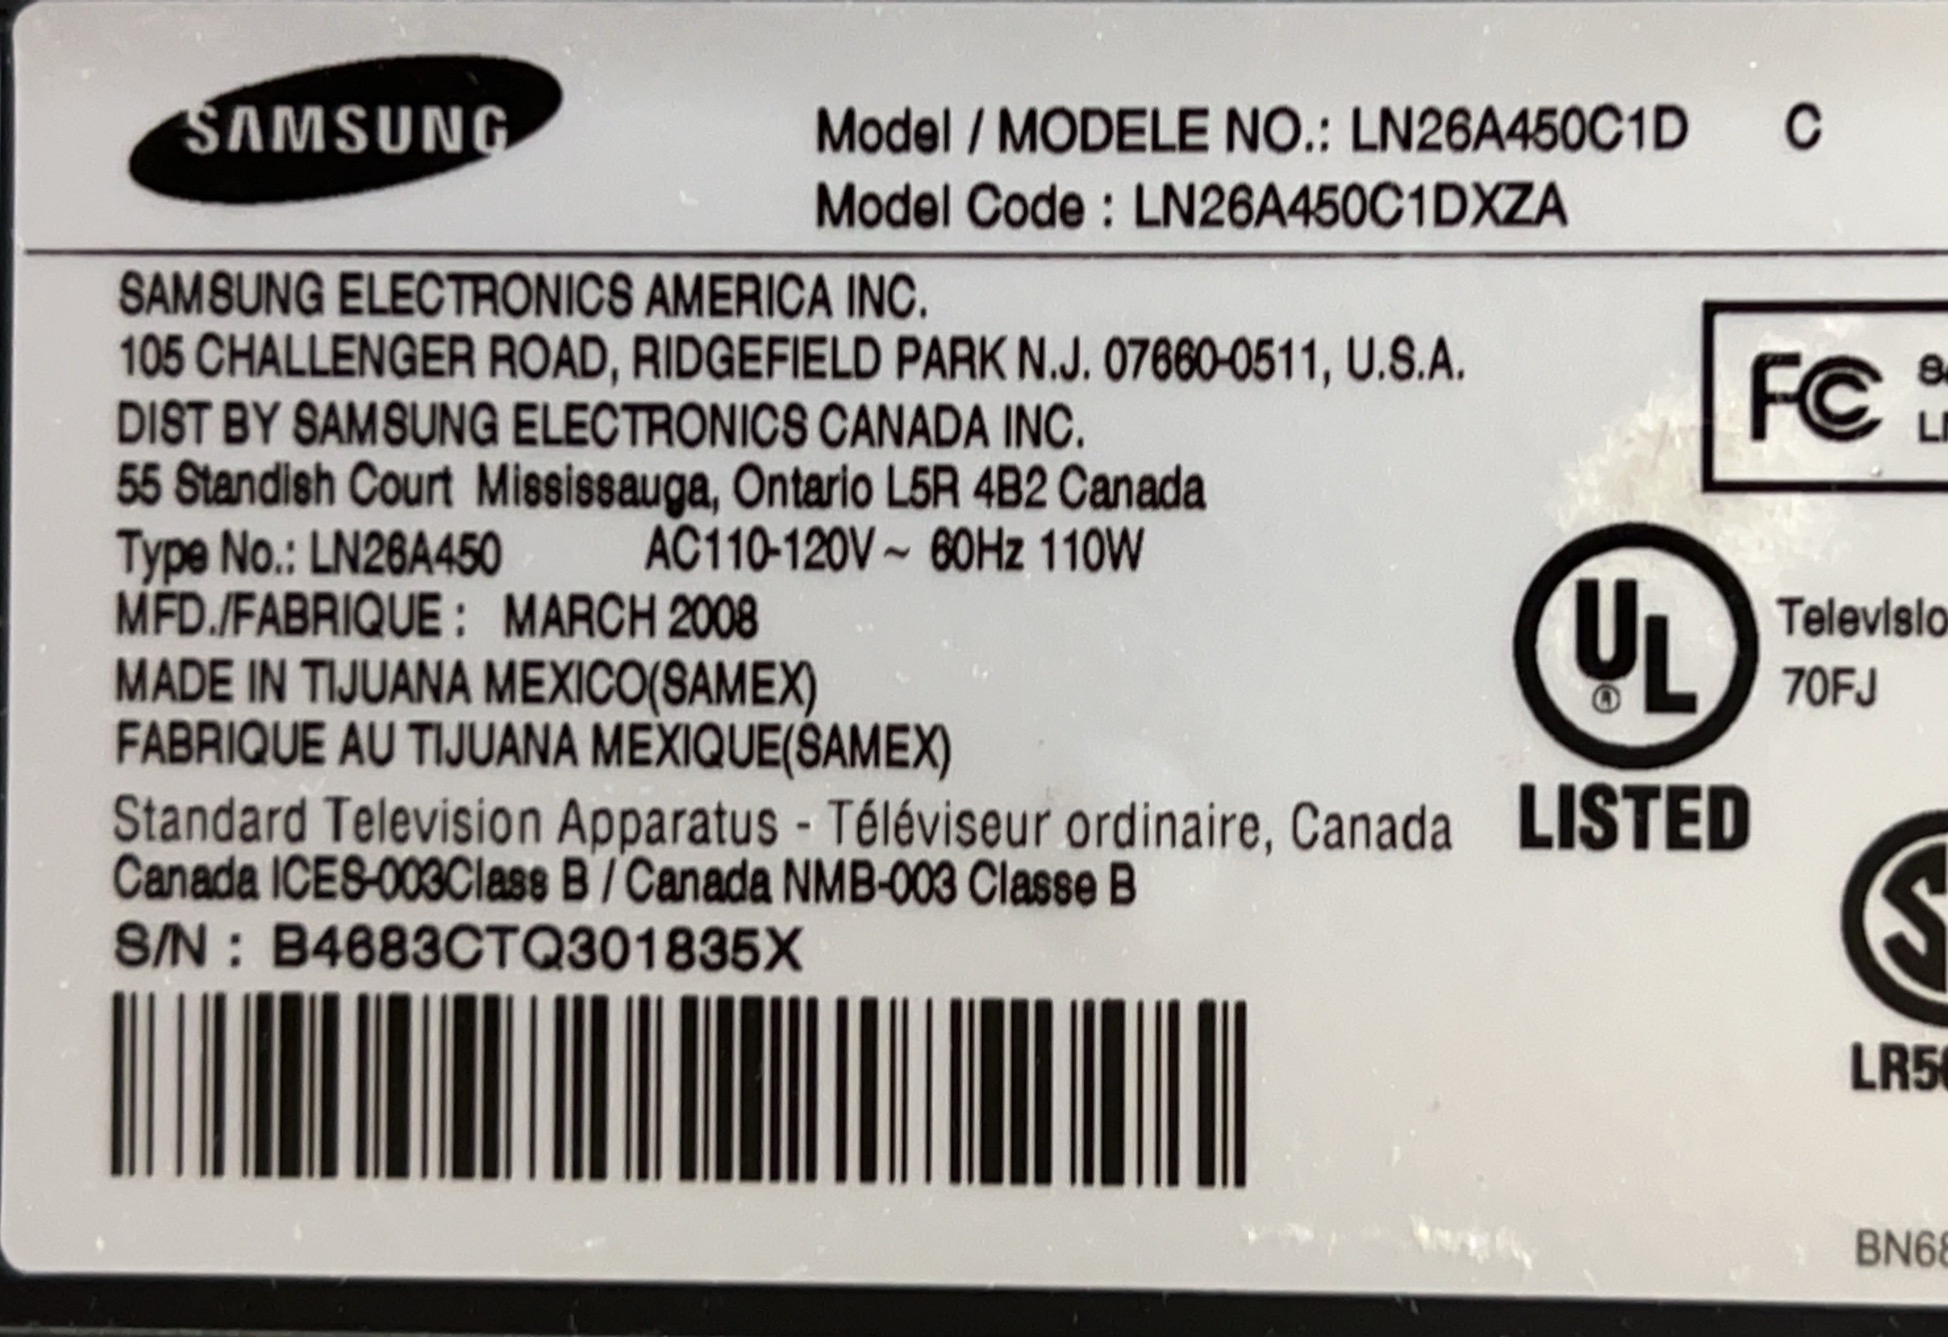 SAMSUNG
Model / MODELE NO.: LN26A450C1D C
Model Code : LN26A450C1DXZA
SAMSUNG ELECTRONICS AMERICA INC.
105 CHALLENGER ROAD, RIDGEFIELD PARK N.J. 07660-0511, U.S.A.
DIST BY SAMSUNG ELECTRONICS CANADA INC.
55 Standish Court Mississauga, Ontario L5R 4B2 Canada
Type No.: LN26A450 AC110-120V~ 60Hz 110W
MFD./FABRIQUE : MARCH 2008
MADE IN TIJUANA MEXICO(SAMEX)
FABRIQUE AU TIJUANA MEXIQUE(SAMEX)
Standard Television Apparatus - Téléviseur ordinaire, Canada
Canada ICES-003Class B / Canada NMB-003 Classe B
S/N : B4683CTQ301835X
FC
UL
®
LISTED
Televisio
70FJ
LR5
BN68